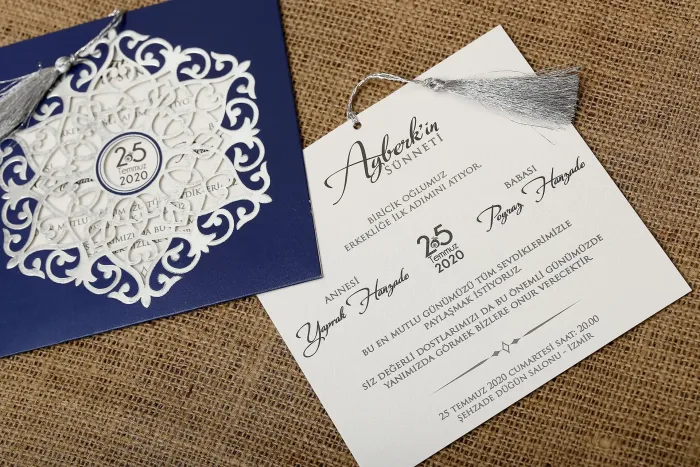 25
Temmuz
2020
Ayberk'in
SÜNNETİ
BİRİCİK OĞLUMUZ
ERKEKLİĞE İLK ADIMINI ATIYOR.
ANNESİ
Yaprak Hanzade
25
Temmuz
2020
BABASI
Poyraz Hanzade
BU EN MUTLU GÜNÜMÜZÜ TÜM SEVDİKLERİMİZLE
PAYLAŞMAK İSTİYORUZ.
SİZ DEĞERLİ DOSTLARIMIZI DA BU ÖNEMLİ GÜNÜMÜZDE
YANIMIZDA GÖRMEK BİZLERE ONUR VERECEKTİR.
25 TEMMUZ 2020 CUMARTESİ SAAT: 20.00
ŞEHZADE DÜĞÜN SALONU - İZMİR